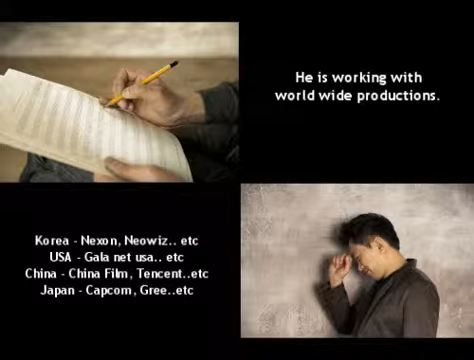 He is working with
world wide productions.
Korea - Nexon, Neowiz.. etc
USA - Gala net usa.. etc
China - China Film, Tencent..etc
Japan - Capcom, Gree..etc